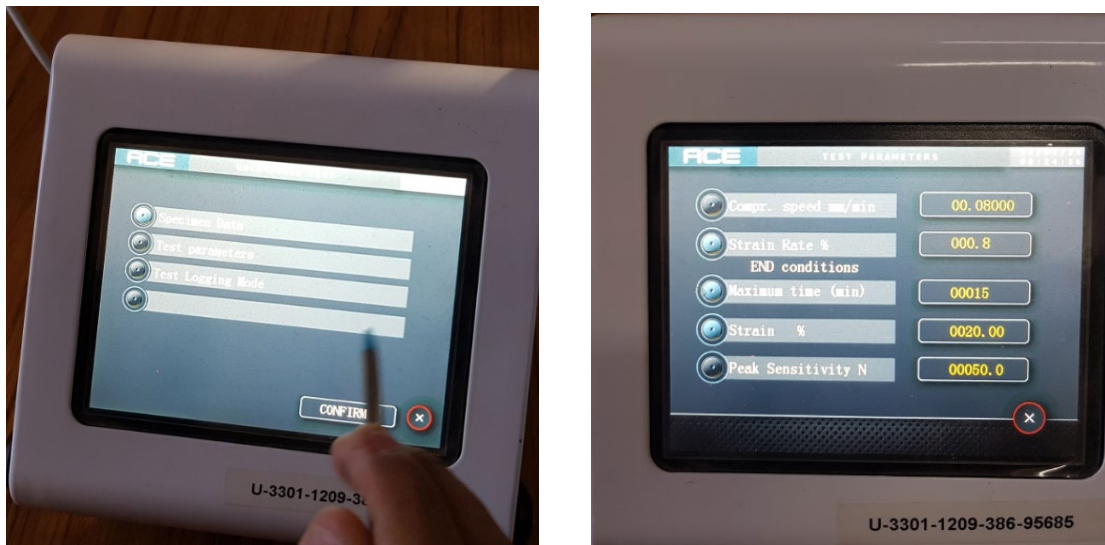 ACE
Specimen Data
Test parameters
Test Logging Mode
CONFIRM
U-3301-1209-3
ACE TEST PARAMETERS
Compr. speed mm/min 00.08000
Strain Rate % 000.8
END conditions
Maximum time (min) 00015
Strain % 0020.00
Peak Sensitivity N 00050.0
U-3301-1209-386-95685